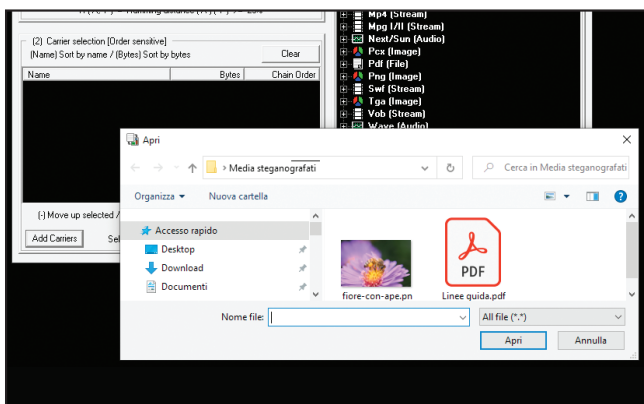 (2) Carrier selection [Order sensitive]
(Name) Sort by name / (Bytes) Sort by bytes
Clear
Name Bytes Chain Order
Mp4 (Stream)
Mpg I/II (Stream)
Next/Sun (Audio)
Pcx (Image)
Pdf (File)
Png (Image)
Swf (Stream)
Tga (Image)
Vob (Stream)
Wave (Audio)
(-) Move up selected /
Add Carriers
Apri
Media steganografati
Cerca in Media steganografati
Organizza
Nuova cartella
Accesso rapido
Desktop
Download
Documenti
fiore-con-ape.pn
PDF
Linee guida.pdf
Nome file:
All file (*.*)
Apri
Annulla